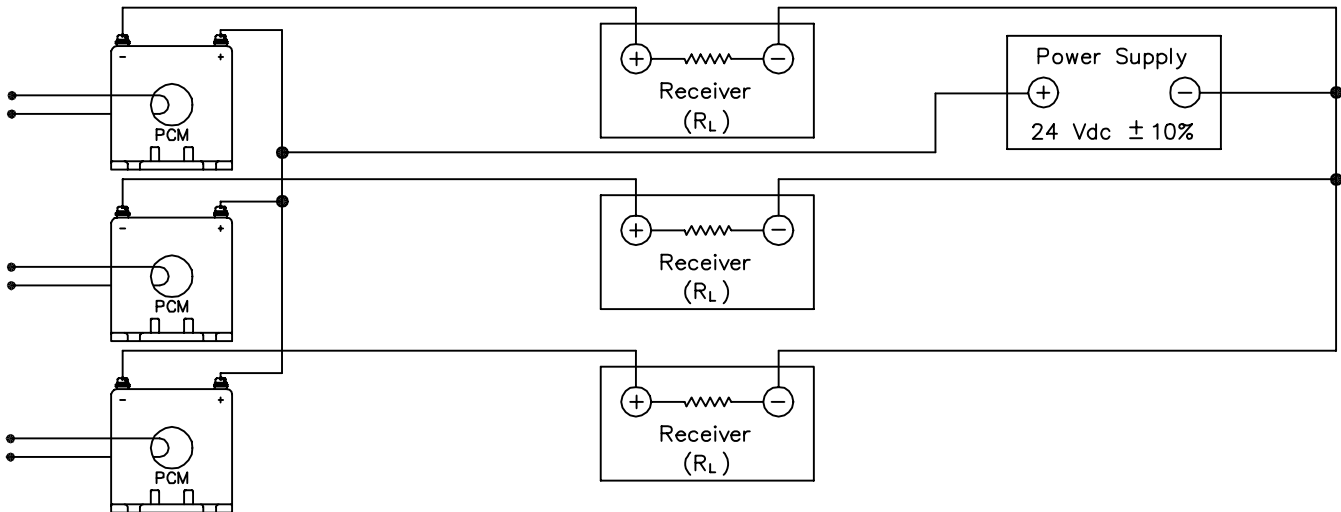 - +
PCM
+ -
Receiver
(RL)
Power Supply
+ -
24 Vdc ±10%
- +
PCM
+ -
Receiver
(RL)
- +
PCM
+ -
Receiver
(RL)